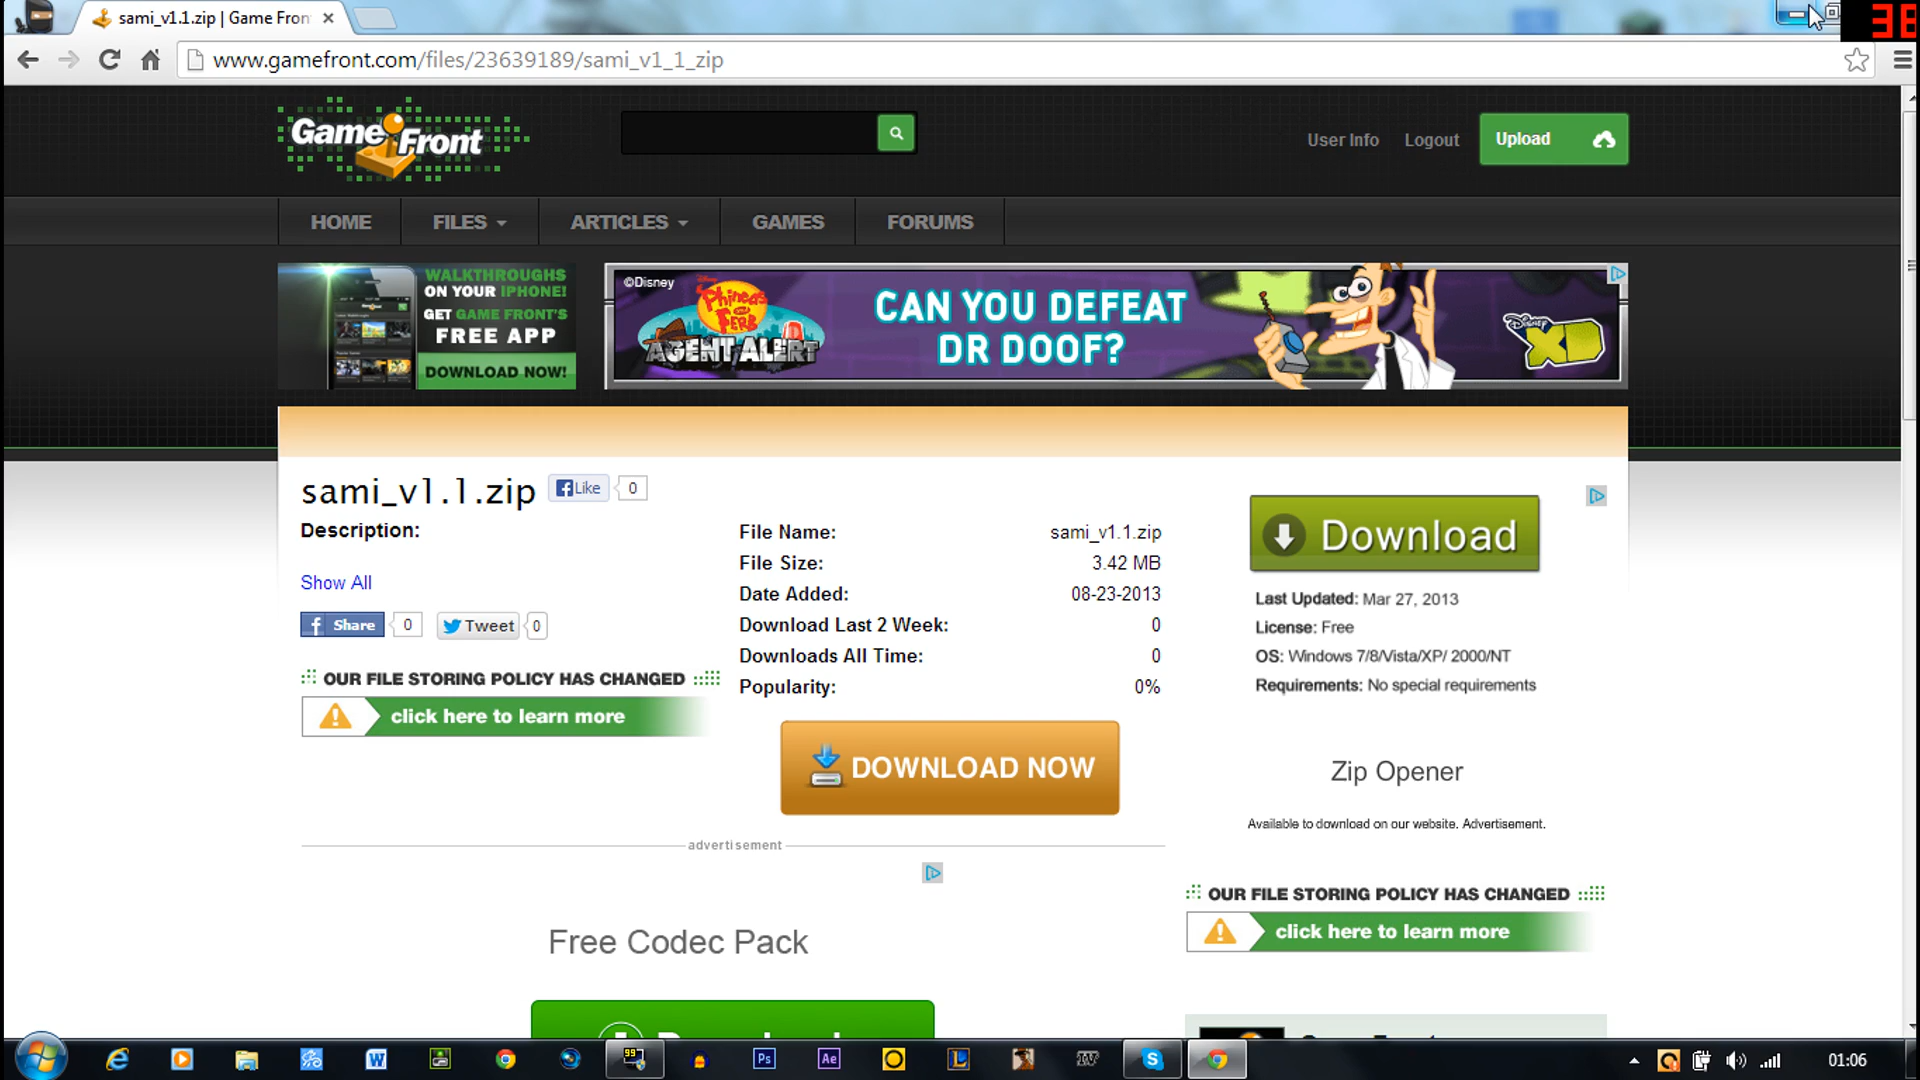 sami_v1.1.zip | Game Fron
38
www.gamefront.com/files/23639189/sami_v1_1_zip
Game Front
User Info
Logout
Upload
HOME
FILES
ARTICLES
GAMES
FORUMS
WALKTHROUGHS
ON YOUR IPHONE!
GET GAME FRONT'S
FREE APP
DOWNLOAD NOW!
©Disney
Phineas and Ferb
AGENT ALERT
CAN YOU DEFEAT
DR DOOF?
Disney XD
sami_v1.1.zip
Like
0
Description:
Show All
Share
0
Tweet
0
OUR FILE STORING POLICY HAS CHANGED
click here to learn more
File Name: sami_v1.1.zip
File Size: 3.42 MB
Date Added: 08-23-2013
Download Last 2 Week: 0
Downloads All Time: 0
Popularity: 0%
DOWNLOAD NOW
advertisement
Free Codec Pack
Download
Last Updated: Mar 27, 2013
License: Free
OS: Windows 7/8/Vista/XP/ 2000/NT
Requirements: No special requirements
Zip Opener
Available to download on our website. Advertisement.
OUR FILE STORING POLICY HAS CHANGED
click here to learn more
99
Ps
Ae
L
IV
01:06